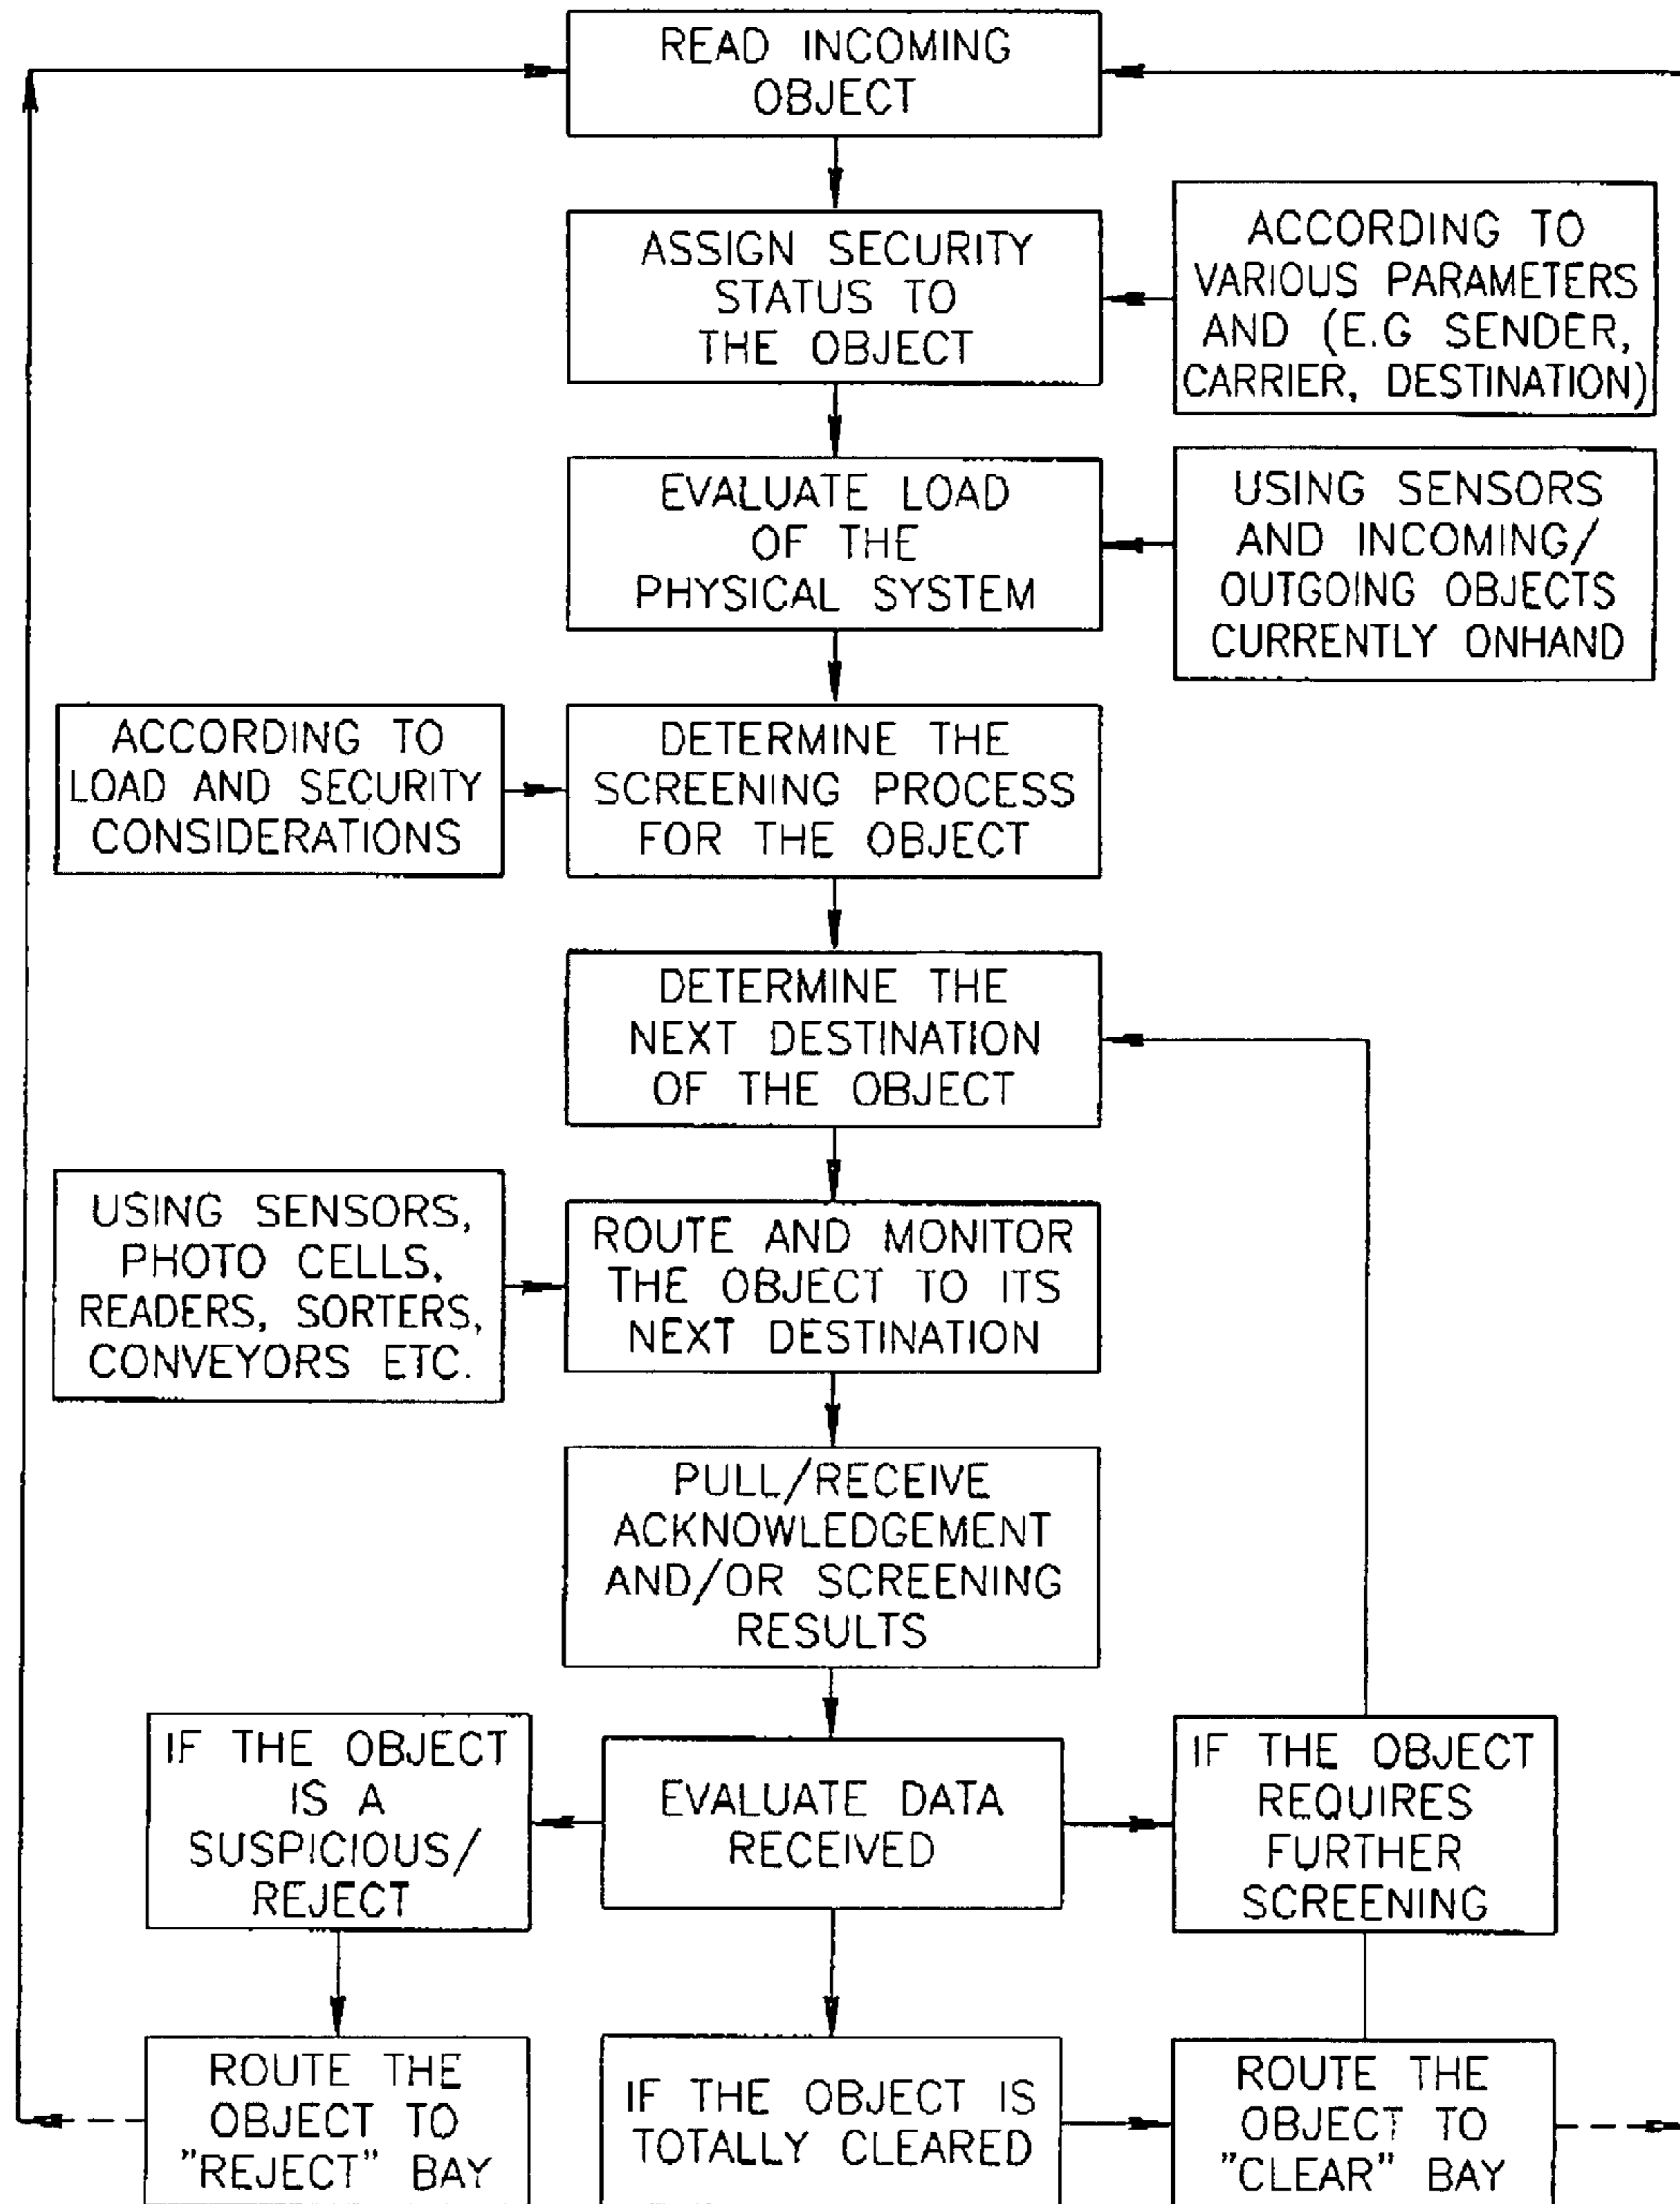 READ INCOMING
OBJECT
ASSIGN SECURITY
STATUS TO
THE OBJECT
ACCORDING TO
VARIOUS PARAMETERS
AND (E.G SENDER,
CARRIER, DESTINATION)
EVALUATE LOAD
OF THE
PHYSICAL SYSTEM
USING SENSORS
AND INCOMING/
OUTGOING OBJECTS
CURRENTLY ONHAND
ACCORDING TO
LOAD AND SECURITY
CONSIDERATIONS
DETERMINE THE
SCREENING PROCESS
FOR THE OBJECT
DETERMINE THE
NEXT DESTINATION
OF THE OBJECT
USING SENSORS,
PHOTO CELLS,
READERS, SORTERS,
CONVEYORS ETC.
ROUTE AND MONITOR
THE OBJECT TO ITS
NEXT DESTINATION
PULL/RECEIVE
ACKNOWLEDGEMENT
AND/OR SCREENING
RESULTS
IF THE OBJECT
IS A
SUSPICIOUS/
REJECT
EVALUATE DATA
RECEIVED
IF THE OBJECT
REQUIRES
FURTHER
SCREENING
ROUTE THE
OBJECT TO
"REJECT" BAY
IF THE OBJECT IS
TOTALLY CLEARED
ROUTE THE
OBJECT TO
"CLEAR" BAY